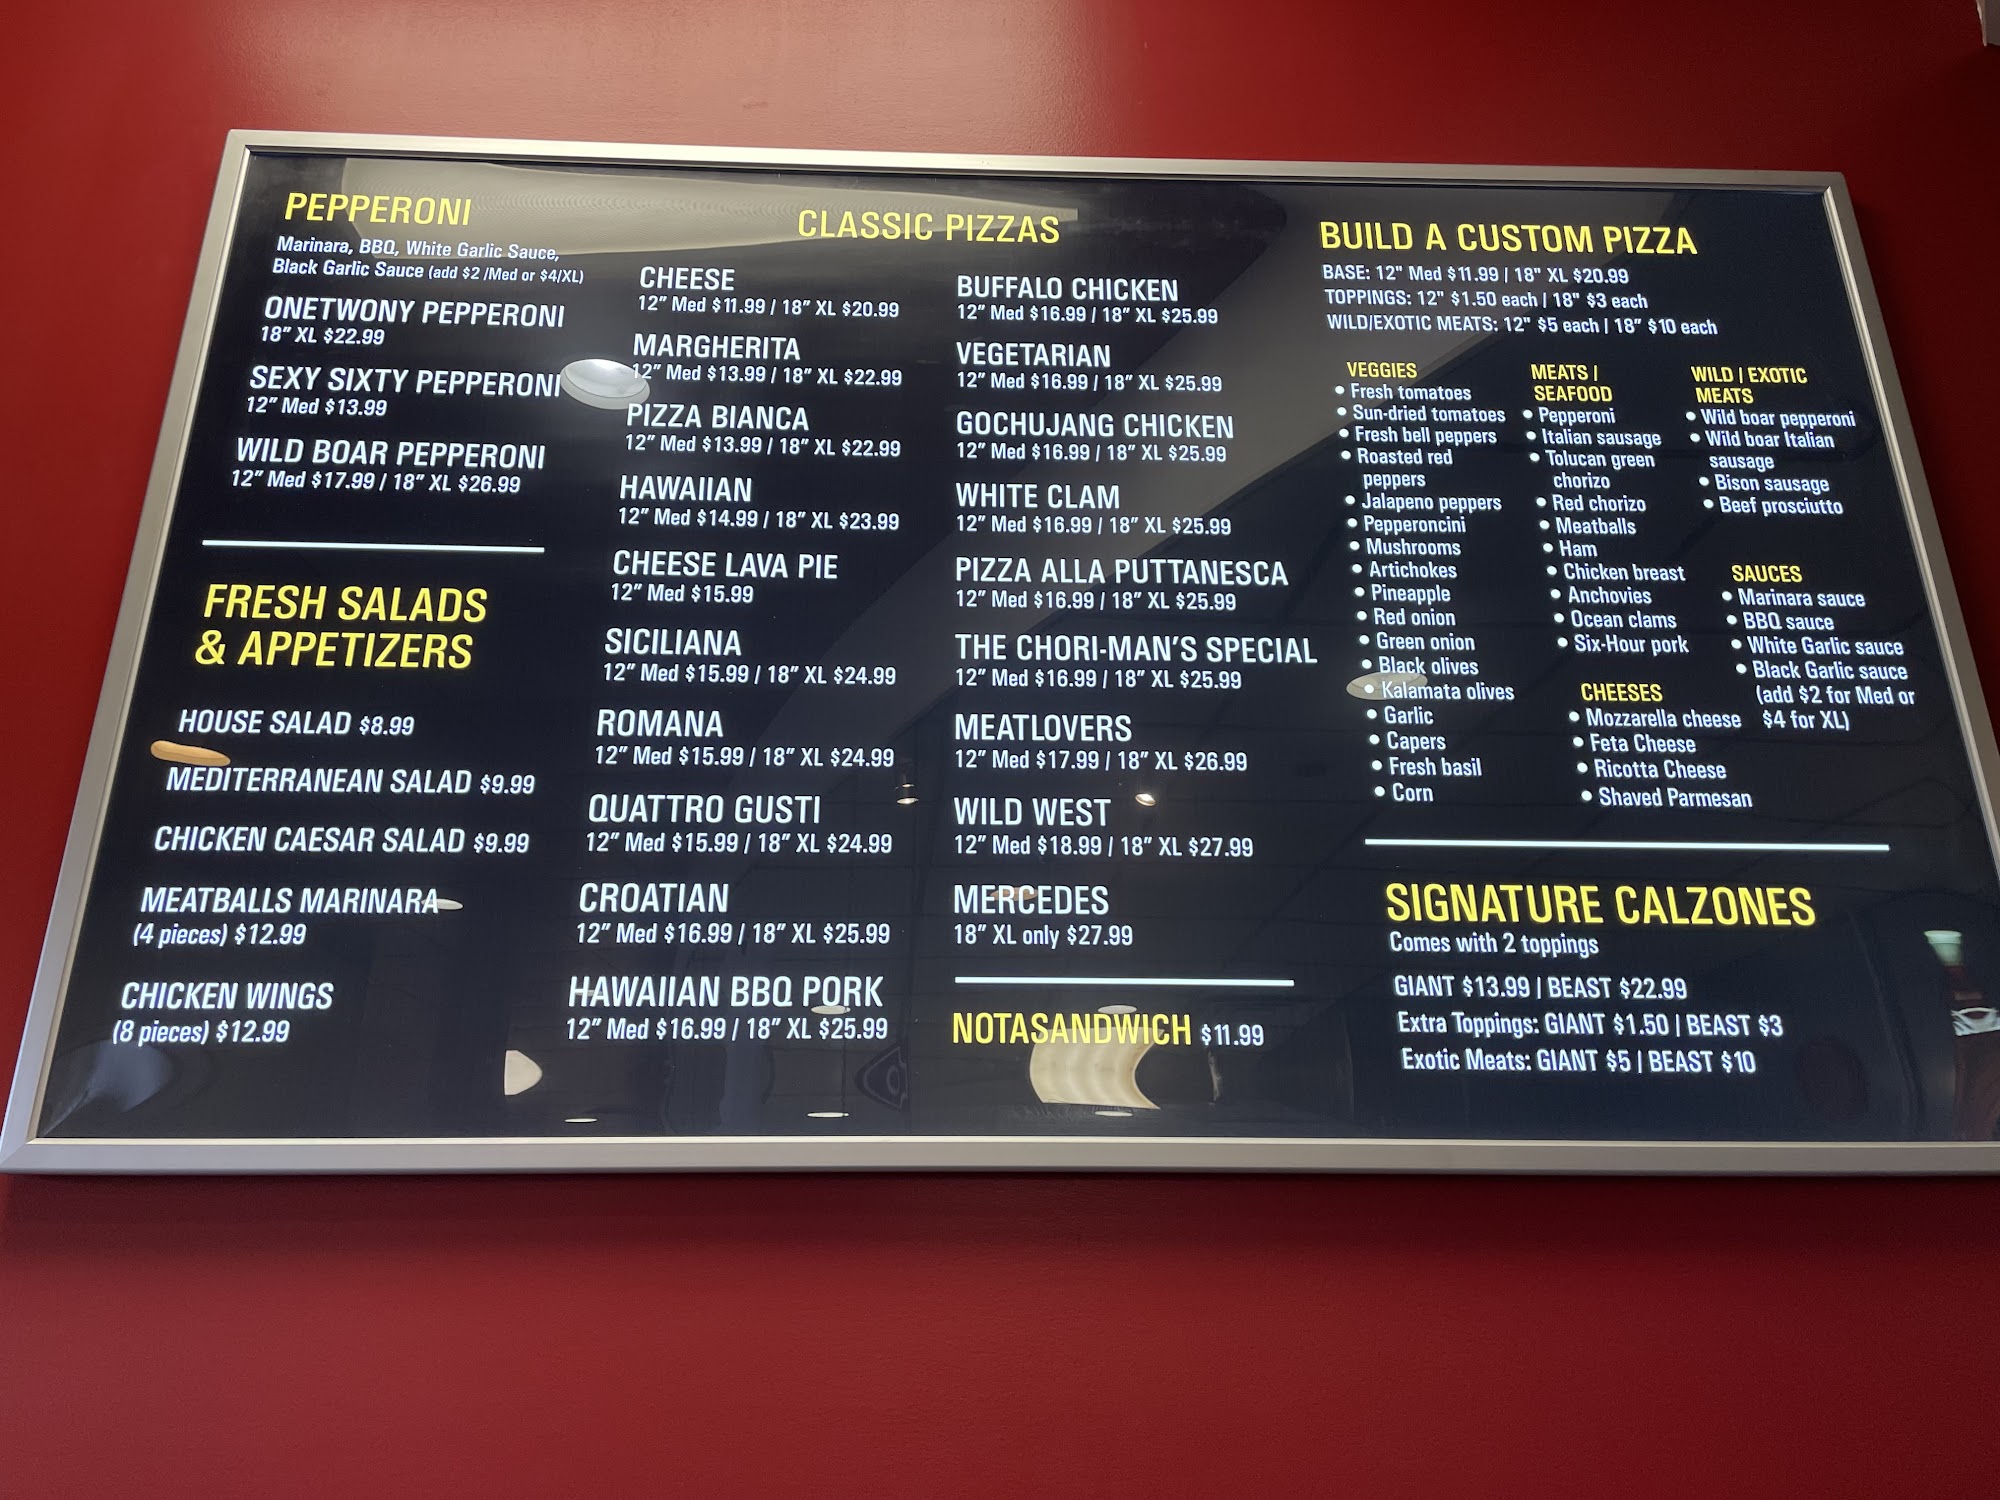 PEPPERONI
Marinara, BBQ, White Garlic Sauce,
Black Garlic Sauce (add $2 /Med or $4/XL)
ONETWONY PEPPERONI
18" XL $22.99
SEXY SIXTY PEPPERONI
12" Med $13.99
WILD BOAR PEPPERONI
12" Med $17.99 / 18" XL $26.99
FRESH SALADS
& APPETIZERS
HOUSE SALAD $8.99
MEDITERRANEAN SALAD $9.99
CHICKEN CAESAR SALAD $9.99
MEATBALLS MARINARA
(4 pieces) $12.99
CHICKEN WINGS
(8 pieces) $12.99
CLASSIC PIZZAS
CHEESE
12" Med $11.99 / 18" XL $20.99
MARGHERITA
12" Med $13.99 / 18" XL $22.99
PIZZA BIANCA
12" Med $13.99 / 18" XL $22.99
HAWAIIAN
12" Med $14.99 / 18" XL $23.99
CHEESE LAVA PIE
12" Med $15.99
SICILIANA
12" Med $15.99 / 18" XL $24.99
ROMANA
12" Med $15.99 / 18" XL $24.99
QUATTRO GUSTI
12" Med $15.99 / 18" XL $24.99
CROATIAN
12" Med $16.99 / 18" XL $25.99
HAWAIIAN BBQ PORK
12" Med $16.99 / 18" XL $25.99
BUFFALO CHICKEN
12" Med $16.99 / 18" XL $25.99
VEGETARIAN
12" Med $16.99 / 18" XL $25.99
GOCHUJANG CHICKEN
12" Med $16.99 / 18" XL $25.99
WHITE CLAM
12" Med $16.99 / 18" XL $25.99
PIZZA ALLA PUTTANESCA
12" Med $16.99 / 18" XL $25.99
THE CHORI-MAN'S SPECIAL
12" Med $16.99 / 18" XL $25.99
MEATLOVERS
12" Med $17.99 / 18" XL $26.99
WILD WEST
12" Med $18.99 / 18" XL $27.99
MERCEDES
18" XL only $27.99
NOTASANDWICH $11.99
BUILD A CUSTOM PIZZA
BASE: 12" Med $11.99 / 18" XL $20.99
TOPPINGS: 12" $1.50 each | 18" $3 each
WILD/EXOTIC MEATS: 12" $5 each | 18" $10 each
VEGGIES
• Fresh tomatoes
• Sun-dried tomatoes
• Fresh bell peppers
• Roasted red
peppers
• Jalapeno peppers
• Pepperoncini
• Mushrooms
• Artichokes
• Pineapple
• Red onion
• Green onion
• Black olives
• Kalamata olives
• Garlic
• Capers
• Fresh basil
• Corn
MEATS /
SEAFOOD
• Pepperoni
• Italian sausage
• Tolucan green
chorizo
• Red chorizo
• Meatballs
• Ham
• Chicken breast
• Anchovies
• Ocean clams
• Six-Hour pork
CHEESES
• Mozzarella cheese
• Feta Cheese
• Ricotta Cheese
• Shaved Parmesan
WILD / EXOTIC
MEATS
• Wild boar pepperoni
• Wild boar Italian
sausage
• Bison sausage
• Beef prosciutto
SAUCES
• Marinara sauce
• BBQ sauce
• White Garlic sauce
• Black Garlic sauce
(add $2 for Med or
$4 for XL)
SIGNATURE CALZONES
Comes with 2 toppings
GIANT $13.99 | BEAST $22.99
Extra Toppings: GIANT $1.50 | BEAST $3
Exotic Meats: GIANT $5 | BEAST $10